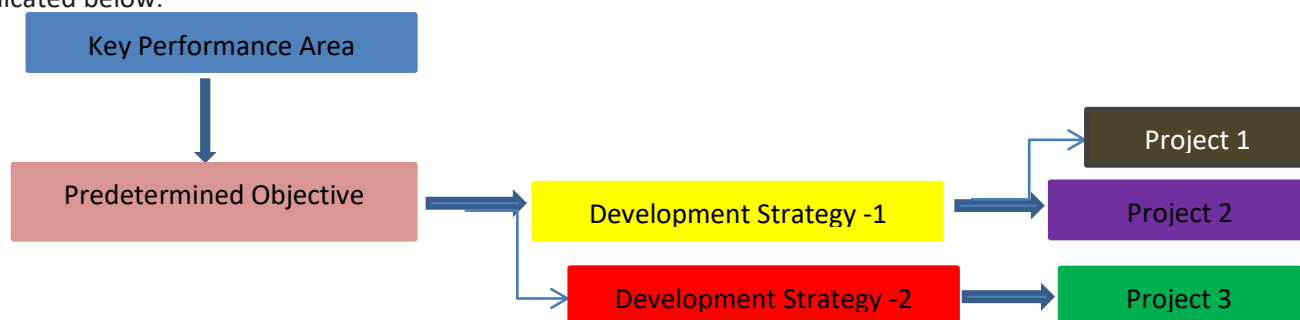 Key Performance Area
Project 1
Predetermined Objective
Development Strategy -1
Project 2
Development Strategy -2
Project 3